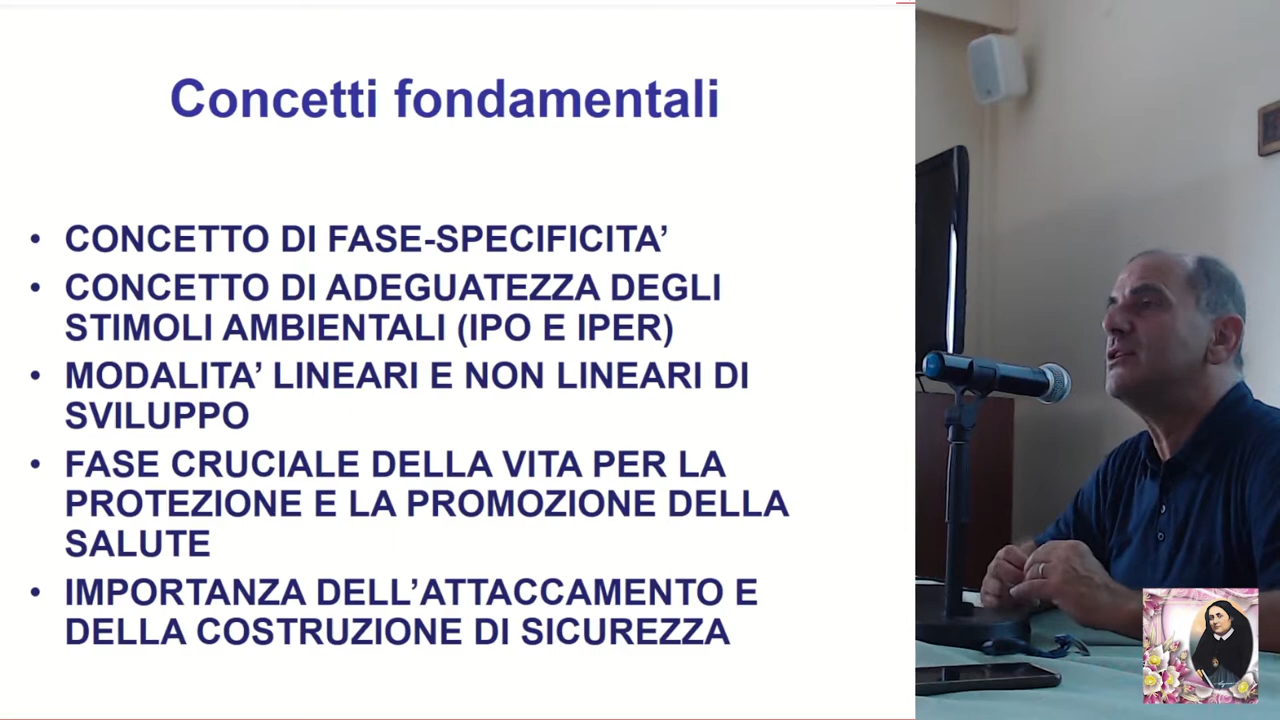 Concetti fondamentali
• CONCETTO DI FASE-SPECIFICITA’
• CONCETTO DI ADEGUATEZZA DEGLI
STIMOLI AMBIENTALI (IPO E IPER)
• MODALITA’ LINEARI E NON LINEARI DI
SVILUPPO
• FASE CRUCIALE DELLA VITA PER LA
PROTEZIONE E LA PROMOZIONE DELLA
SALUTE
• IMPORTANZA DELL’ATTACCAMENTO E
DELLA COSTRUZIONE DI SICUREZZA